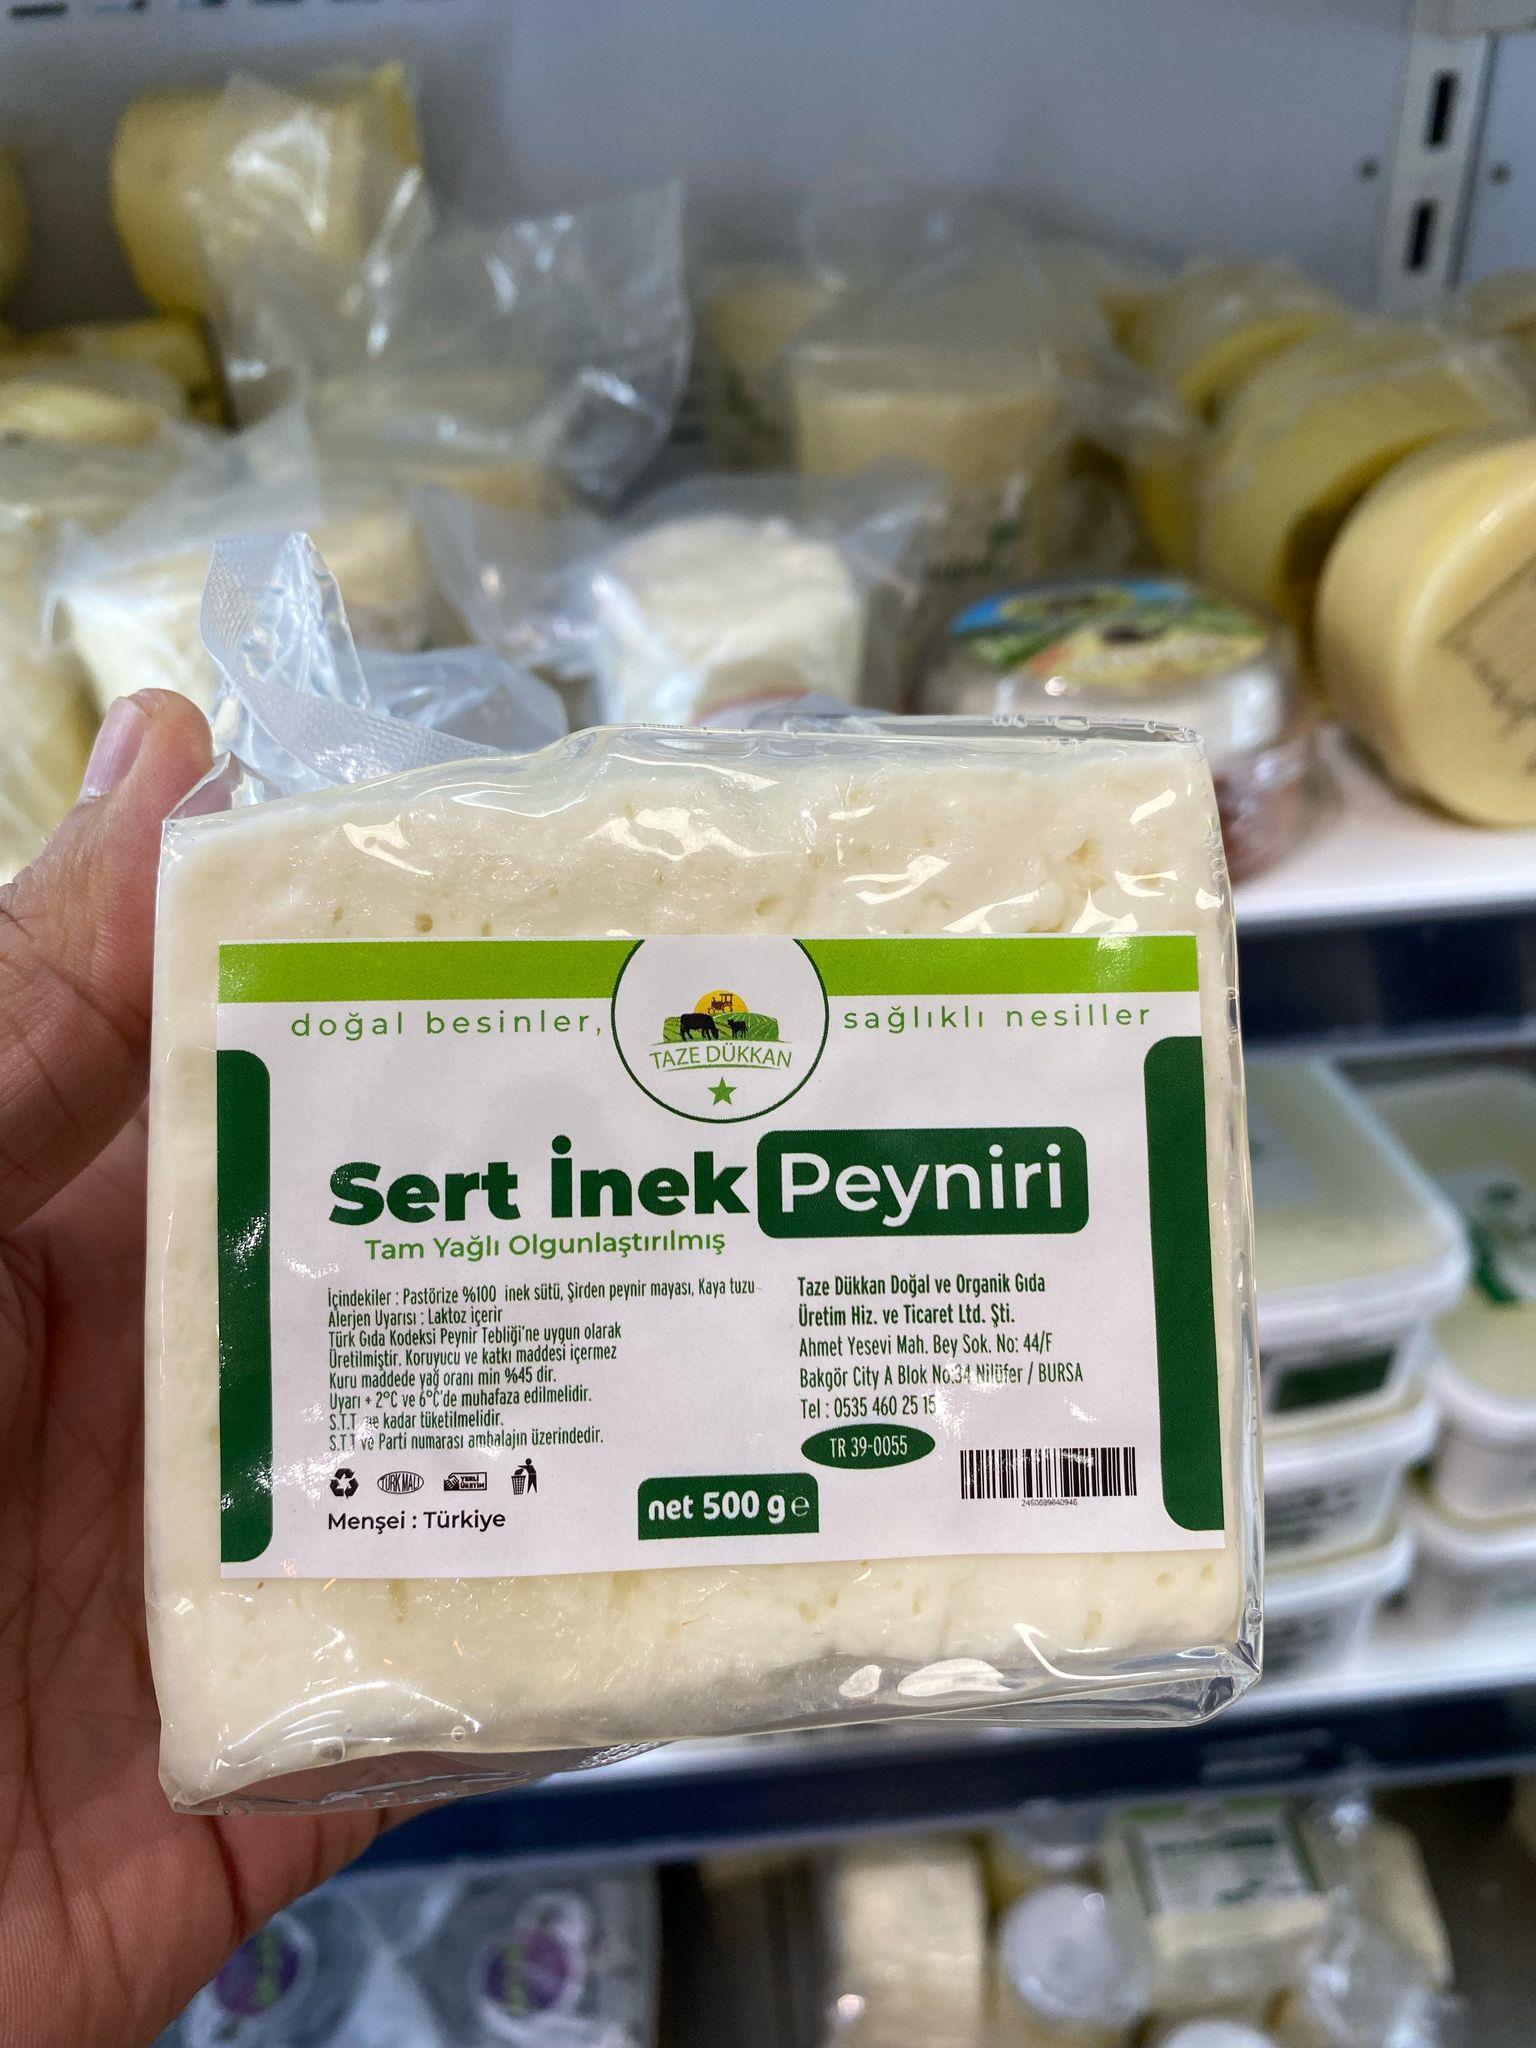 doğal besinler,
sağlıklı nesiller
TAZE DÜKKAN
Sert İnek Peyniri
Tam Yağlı Olgunlaştırılmış
İçindekiler : Pastörize %100 inek sütü, Şirden peynir mayası, Kaya tuzu
Alerjen Uyarısı : Laktoz içerir
Türk Gıda Kodeksi Peynir Tebliği'ne uygun olarak
Üretilmiştir. Koruyucu ve katkı maddesi içermez
Kuru maddede yağ oranı min %45 dir.
Uyarı + 2°C ve 6°C'de muhafaza edilmelidir.
S.T.T ne kadar tüketilmelidir.
S.T.T ve Parti numarası ambalajın üzerindedir.
TÜRK MALI
YERLİ
ÜRETİM
Menşei : Türkiye
net 500 g e
Taze Dükkan Doğal ve Organik Gıda
Üretim Hiz. ve Ticaret Ltd. Şti.
Ahmet Yesevi Mah. Bey Sok. No: 44/F
Bakgör City A Blok No:34 Nilüfer / BURSA
Tel : 0535 460 25 15
TR 39-0055
2450899640946